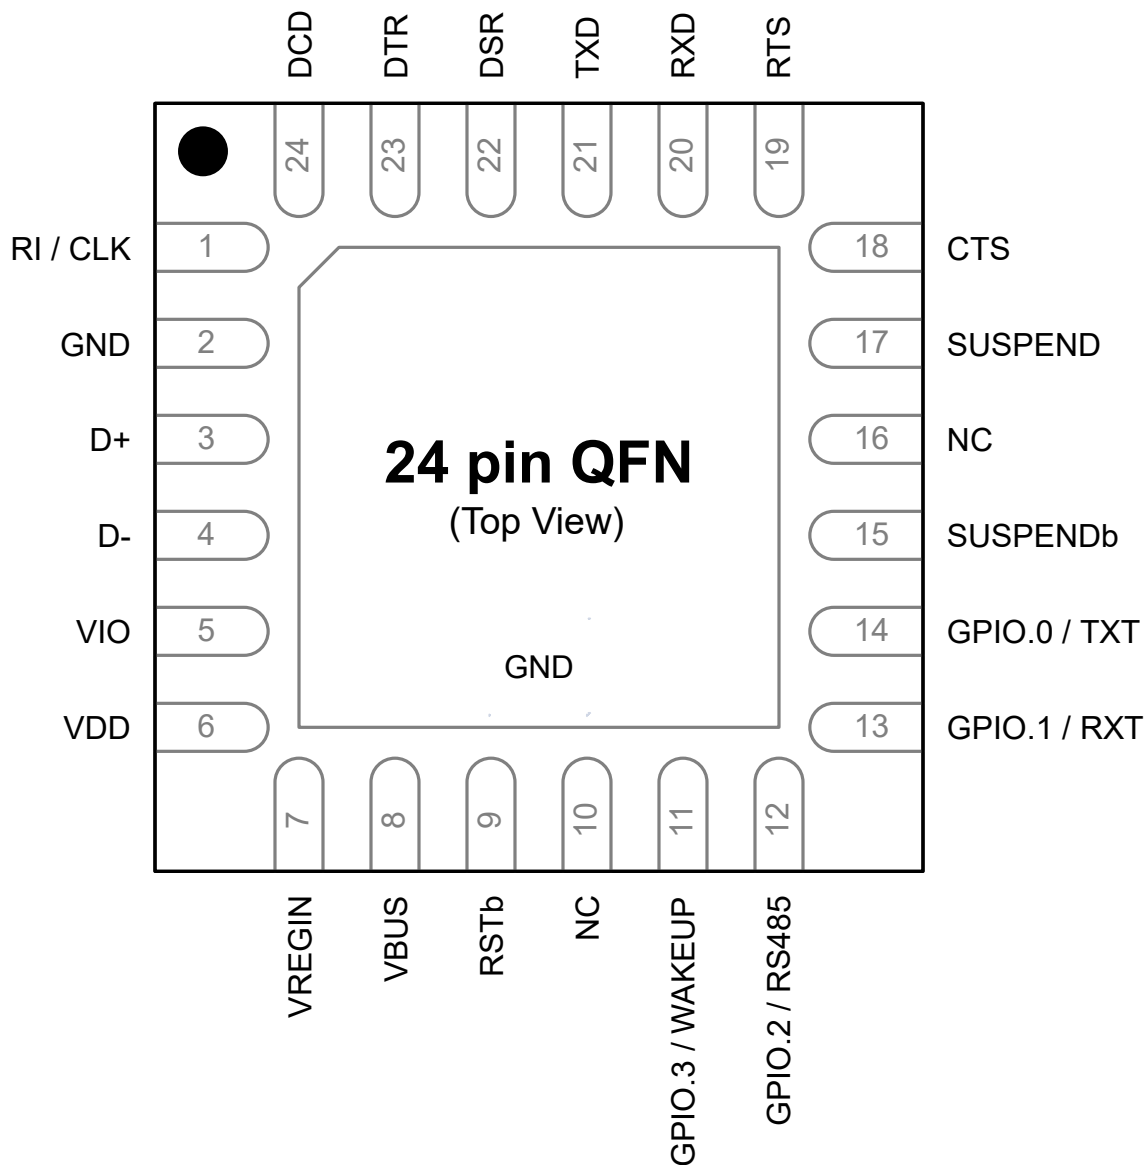 DCD
DTR
DSR
TXD
RXD
RTS
24
23
22
21
20
19
RI / CLK 1
18 CTS
GND 2
17 SUSPEND
D+ 3
16 NC
24 pin QFN
(Top View)
D- 4
15 SUSPENDb
VIO 5
14 GPIO.0 / TXT
GND
VDD 6
13 GPIO.1 / RXT
7
8
9
10
11
12
VREGIN
VBUS
RSTb
NC
GPIO.3 / WAKEUP
GPIO.2 / RS485